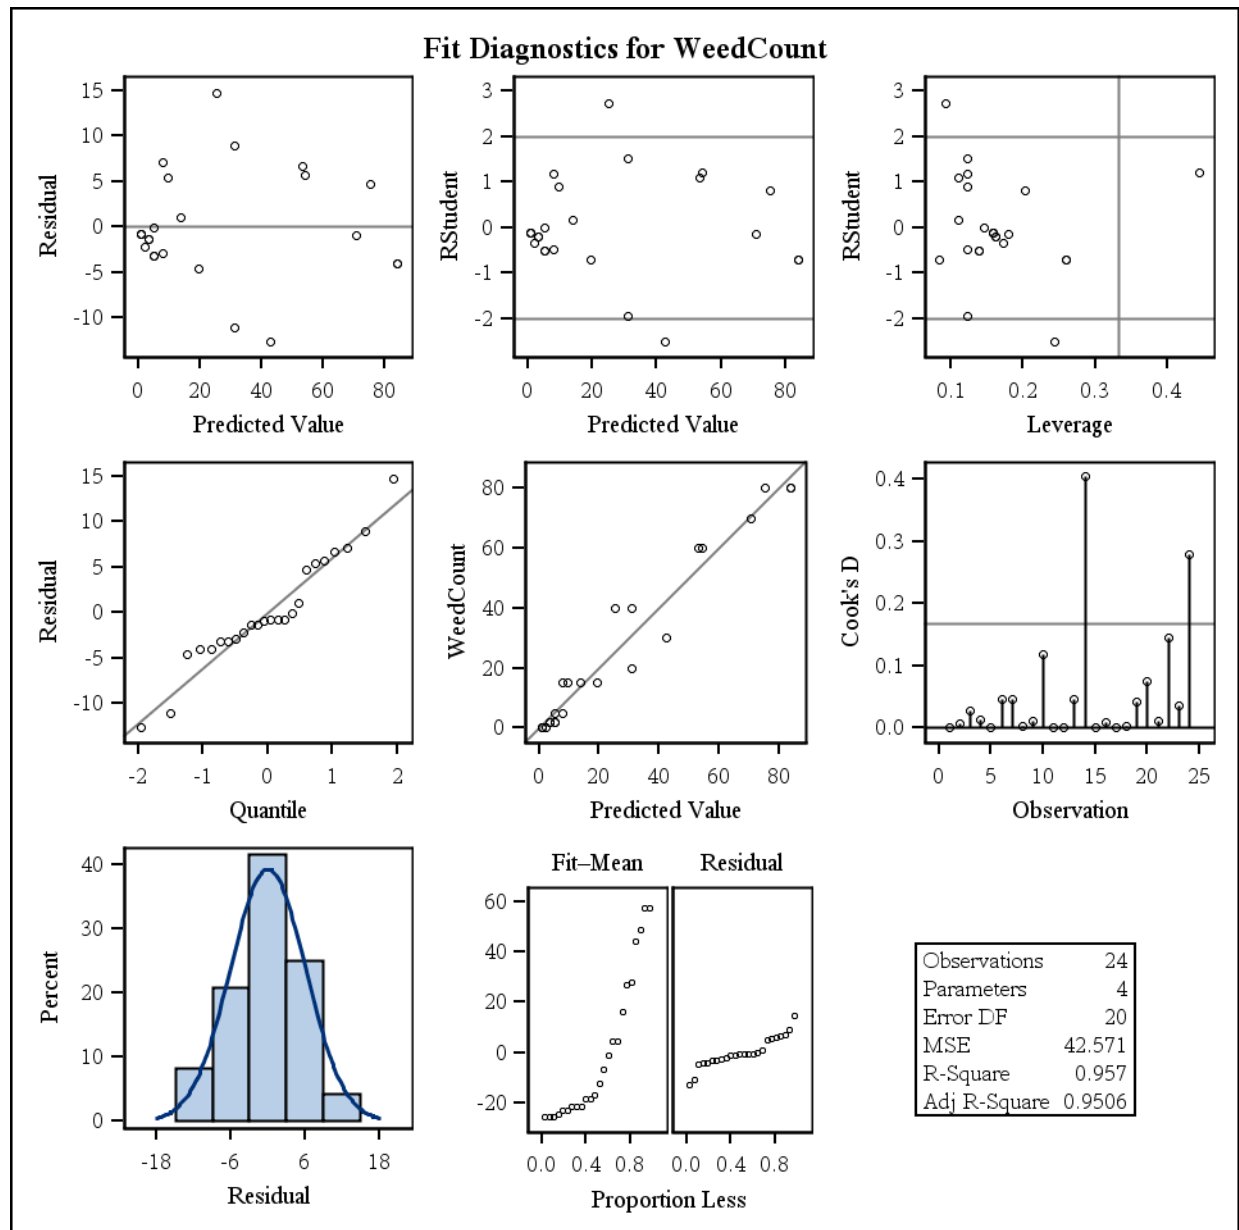 Fit Diagnostics for WeedCount
15
10
5
0
-5
-10
Residual
0 20 40 60 80
Predicted Value
3
2
1
0
-1
-2
RStudent
0 20 40 60 80
Predicted Value
3
2
1
0
-1
-2
RStudent
0.1 0.2 0.3 0.4
Leverage
15
10
5
0
-5
-10
Residual
-2 -1 0 1 2
Quantile
80
60
40
20
0
WeedCount
0 20 40 60 80
Predicted Value
0.4
0.3
0.2
0.1
0.0
Cook's D
0 5 10 15 20 25
Observation
40
30
20
10
0
Percent
-18 -6 6 18
Residual
Fit–Mean Residual
60
40
20
0
-20
0.0 0.4 0.8 0.0 0.4 0.8
Proportion Less
Observations 24
Parameters 4
Error DF 20
MSE 42.571
R-Square 0.957
Adj R-Square 0.9506